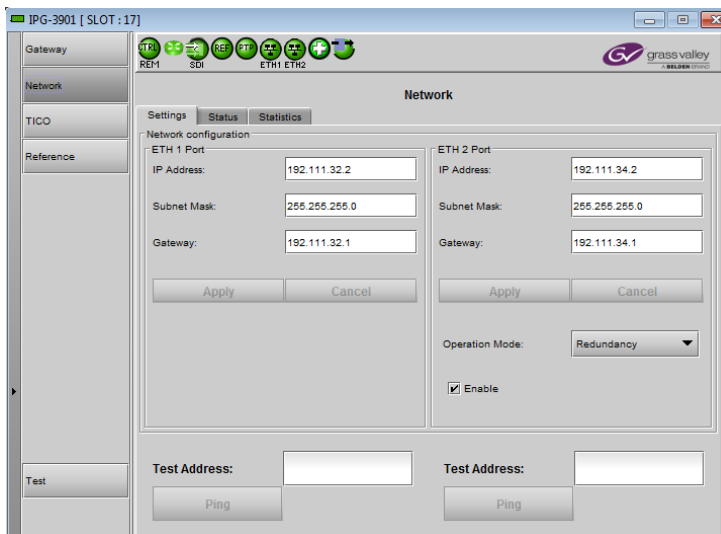 IPG-3901 [ SLOT : 17]
Gateway
Network
TICO
Reference
Test
CTRL REF PTP
REM SDI ETH1 ETH2
GV grass valley
A BELDEN BRAND
Network
Settings Status Statistics
Network configuration
ETH 1 Port
IP Address: 192.111.32.2
Subnet Mask: 255.255.255.0
Gateway: 192.111.32.1
Apply Cancel
ETH 2 Port
IP Address: 192.111.34.2
Subnet Mask: 255.255.255.0
Gateway: 192.111.34.1
Apply Cancel
Operation Mode: Redundancy
Enable
Test Address:
Ping
Test Address:
Ping